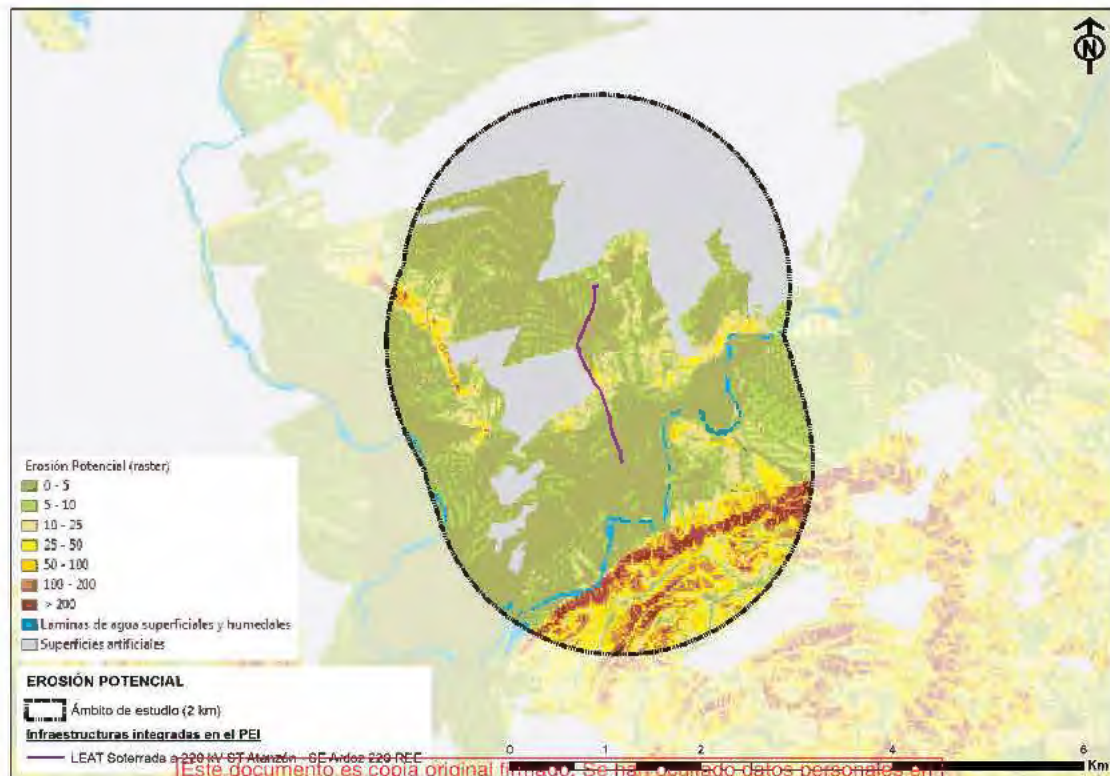 N
Erosión Potencial (raster)
0 - 5
5 - 10
10 - 25
25 - 50
50 - 100
100 - 200
> 200
Laminas de agua superficiales y humedales
Superficies artificiales
EROSIÓN POTENCIAL
Ámbito de estudio (2 km)
Infraestructuras integradas en el PEI
LEAT Soterrada a 220 kV ST Atenzón - SE Ardoz 220 REE
0 1 2 4 6
Km
Este documento es copia original firmado. Se han ocultado datos personales en